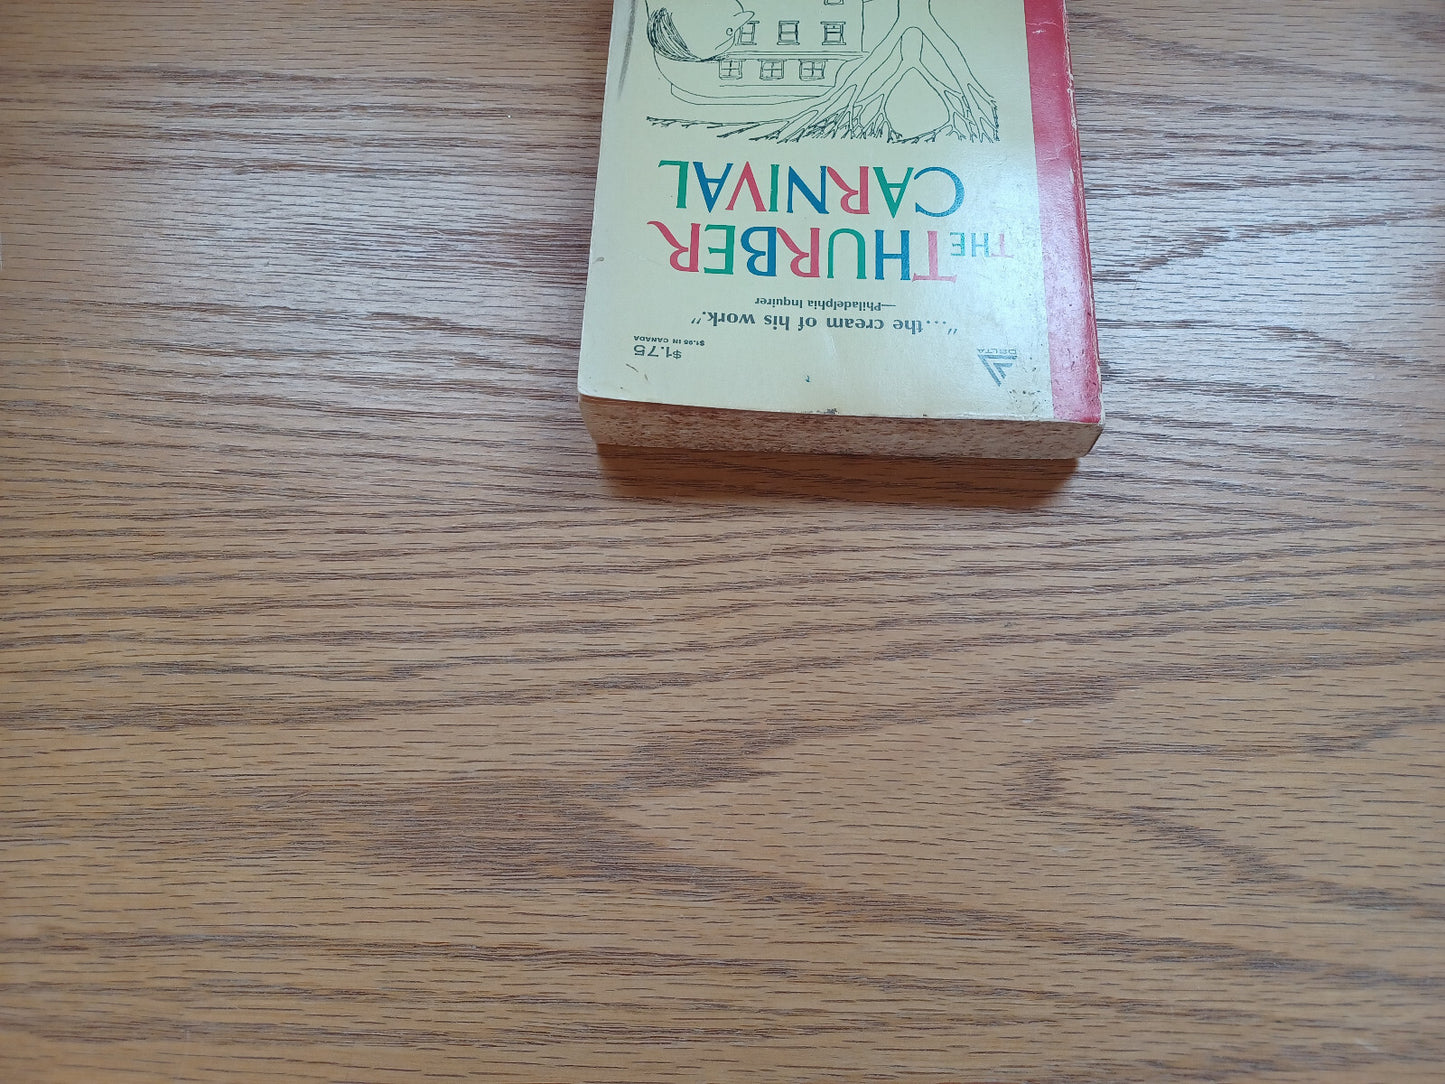 DELTA
$1.75
$1.95 IN CANADA
"...the cream of his work."
—Philadelphia Inquirer
THE THURBER
CARNIVAL